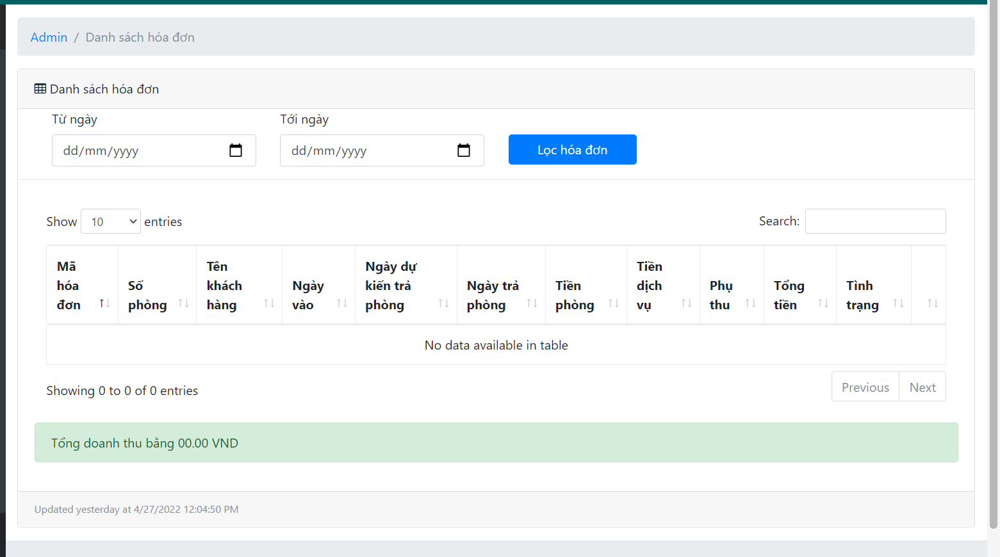 Admin / Danh sách hóa đơn
Danh sách hóa đơn
Từ ngày
Tới ngày
dd/mm/yyyy
dd/mm/yyyy
Lọc hóa đơn
Show 10 entries
Search:
Mã hóa đơn
Số phòng
Tên khách hàng
Ngày vào
Ngày dự kiến trả phòng
Ngày trả phòng
Tiền phòng
Tiền dịch vụ
Phụ thu
Tổng tiền
Tình trạng
No data available in table
Showing 0 to 0 of 0 entries
Previous
Next
Tổng doanh thu bằng 00.00 VND
Updated yesterday at 4/27/2022 12:04:50 PM